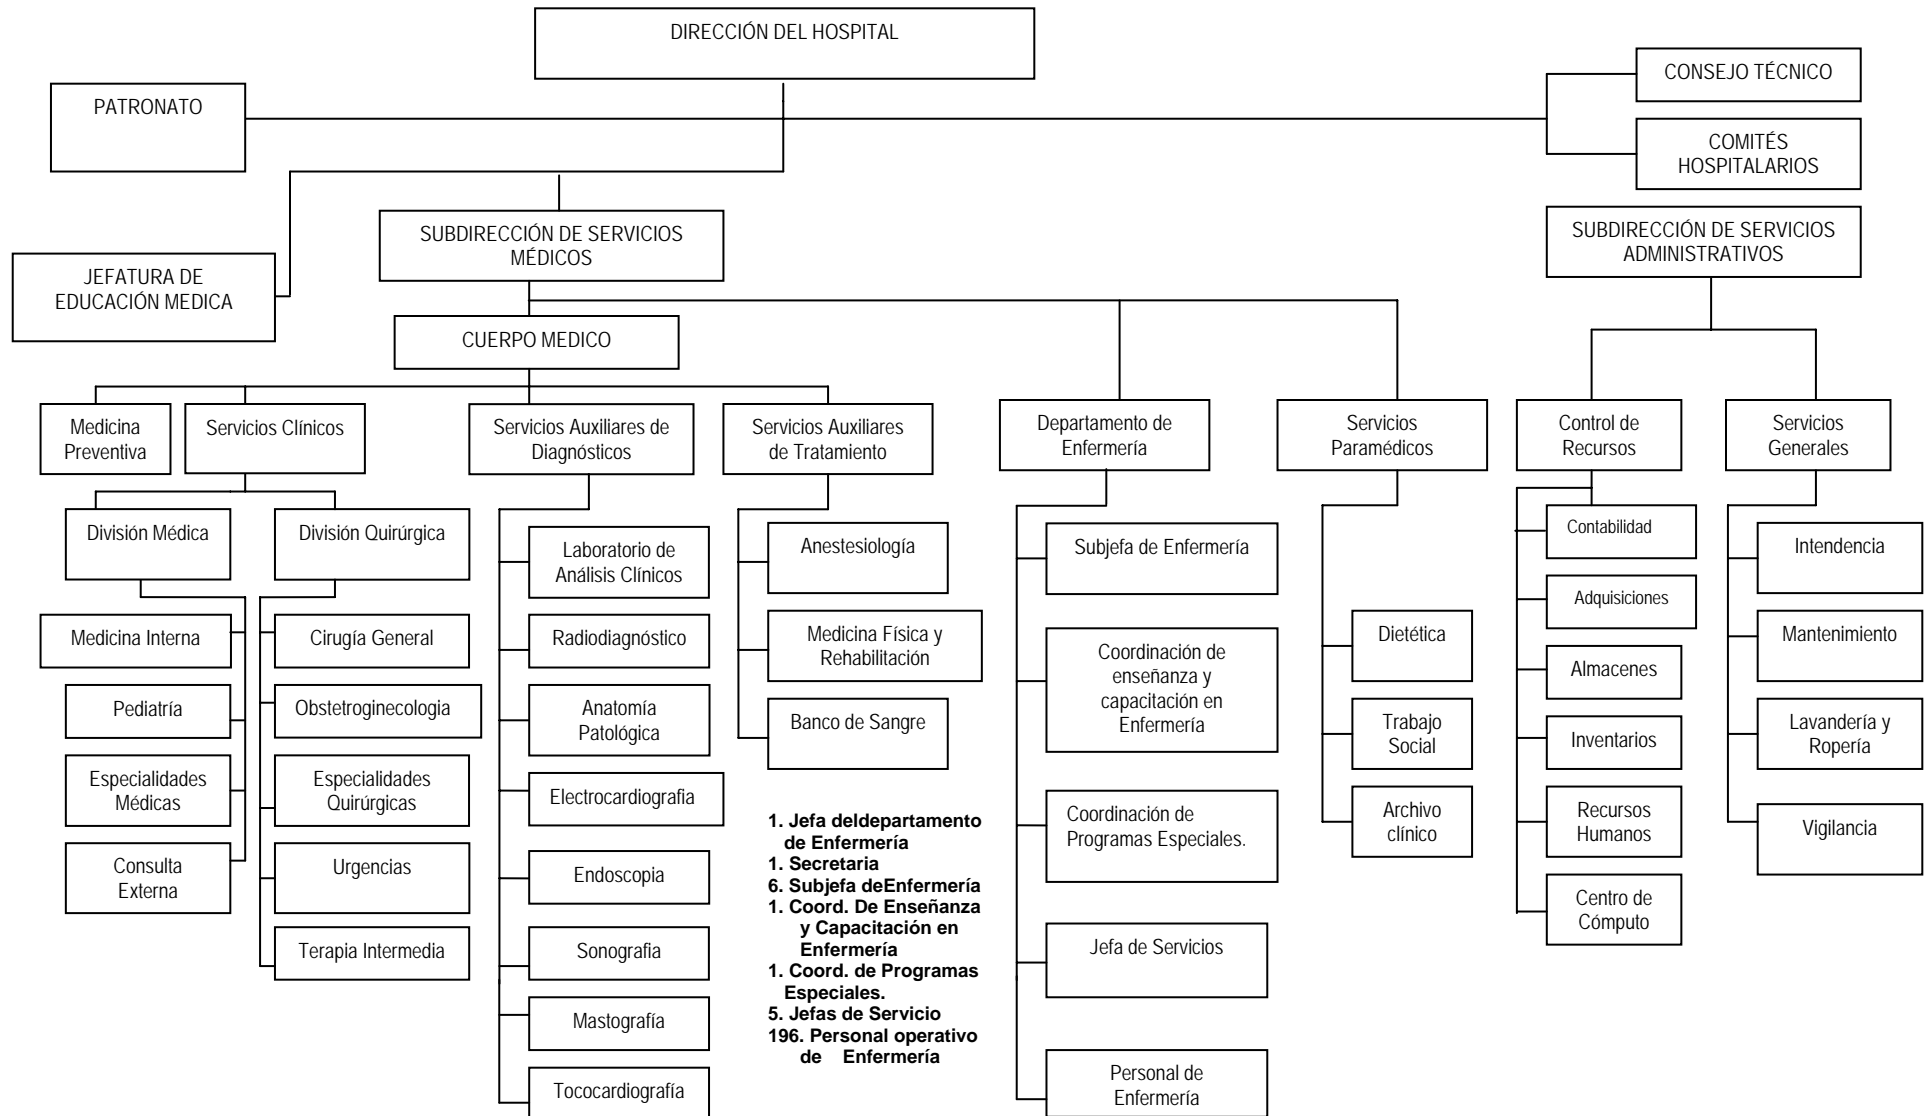 DIRECCIÓN DEL HOSPITAL
PATRONATO
CONSEJO TÉCNICO
COMITÉS
HOSPITALARIOS
SUBDIRECCIÓN DE SERVICIOS
MÉDICOS
SUBDIRECCIÓN DE SERVICIOS
ADMINISTRATIVOS
JEFATURA DE
EDUCACIÓN MEDICA
CUERPO MEDICO
Medicina
Preventiva
Servicios Clínicos
Servicios Auxiliares de
Diagnósticos
Servicios Auxiliares
de Tratamiento
Departamento de
Enfermería
Servicios
Paramédicos
Control de
Recursos
Servicios
Generales
División Médica
División Quirúrgica
Medicina Interna
Pediatría
Especialidades
Médicas
Consulta
Externa
Cirugía General
Obstetroginecologia
Especialidades
Quirúrgicas
Urgencias
Terapia Intermedia
Laboratorio de
Análisis Clínicos
Radiodiagnóstico
Anatomía
Patológica
Electrocardiografia
Endoscopia
Sonografia
Mastografía
Tococardiografía
Anestesiología
Medicina Física y
Rehabilitación
Banco de Sangre
1. Jefa deldepartamento
de Enfermería
1. Secretaria
6. Subjefa deEnfermería
1. Coord. De Enseñanza
y Capacitación en
Enfermería
1. Coord. de Programas
Especiales.
5. Jefas de Servicio
196. Personal operativo
de Enfermería
Subjefa de Enfermería
Coordinación de
enseñanza y
capacitación en
Enfermería
Coordinación de
Programas Especiales.
Jefa de Servicios
Personal de
Enfermería
Dietética
Trabajo
Social
Archivo
clínico
Contabilidad
Adquisiciones
Almacenes
Inventarios
Recursos
Humanos
Centro de
Cómputo
Intendencia
Mantenimiento
Lavandería y
Ropería
Vigilancia